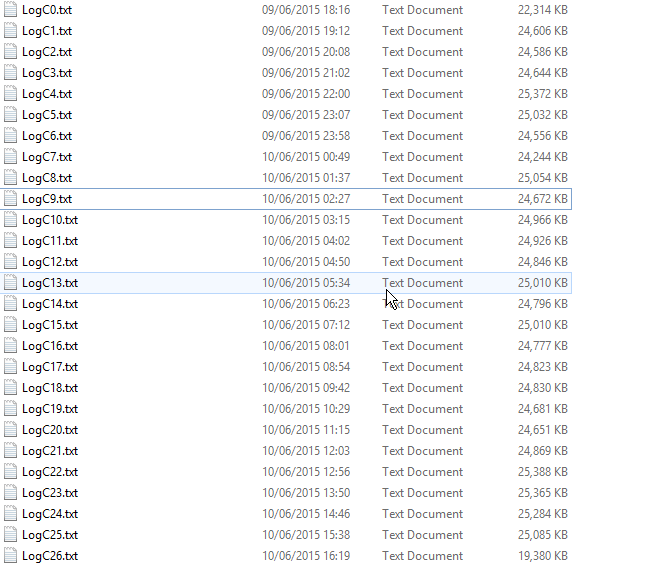 LogC0.txt 09/06/2015 18:16 Text Document 22,314 KB
LogC1.txt 09/06/2015 19:12 Text Document 24,606 KB
LogC2.txt 09/06/2015 20:08 Text Document 24,586 KB
LogC3.txt 09/06/2015 21:02 Text Document 24,644 KB
LogC4.txt 09/06/2015 22:00 Text Document 25,372 KB
LogC5.txt 09/06/2015 23:07 Text Document 25,032 KB
LogC6.txt 09/06/2015 23:58 Text Document 24,556 KB
LogC7.txt 10/06/2015 00:49 Text Document 24,244 KB
LogC8.txt 10/06/2015 01:37 Text Document 25,054 KB
LogC9.txt 10/06/2015 02:27 Text Document 24,672 KB
LogC10.txt 10/06/2015 03:15 Text Document 24,966 KB
LogC11.txt 10/06/2015 04:02 Text Document 24,926 KB
LogC12.txt 10/06/2015 04:50 Text Document 24,846 KB
LogC13.txt 10/06/2015 05:34 Text Document 25,010 KB
LogC14.txt 10/06/2015 06:23 Text Document 24,796 KB
LogC15.txt 10/06/2015 07:12 Text Document 25,010 KB
LogC16.txt 10/06/2015 08:01 Text Document 24,777 KB
LogC17.txt 10/06/2015 08:54 Text Document 24,823 KB
LogC18.txt 10/06/2015 09:42 Text Document 24,830 KB
LogC19.txt 10/06/2015 10:29 Text Document 24,681 KB
LogC20.txt 10/06/2015 11:15 Text Document 24,651 KB
LogC21.txt 10/06/2015 12:03 Text Document 24,869 KB
LogC22.txt 10/06/2015 12:56 Text Document 25,388 KB
LogC23.txt 10/06/2015 13:50 Text Document 25,365 KB
LogC24.txt 10/06/2015 14:46 Text Document 25,284 KB
LogC25.txt 10/06/2015 15:38 Text Document 25,085 KB
LogC26.txt 10/06/2015 16:19 Text Document 19,380 KB